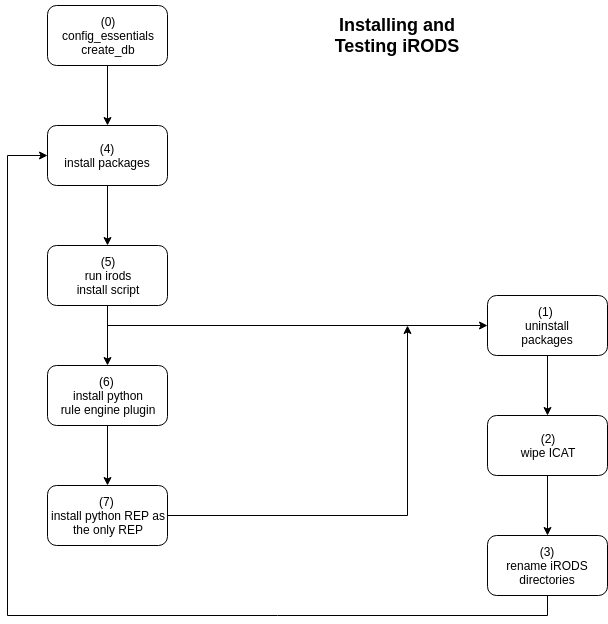 Installing and
Testing iRODS
(0)
config_essentials
create_db
(4)
install packages
(5)
run irods
install script
(1)
uninstall
packages
(6)
install python
rule engine plugin
(2)
wipe ICAT
(7)
install python REP as
the only REP
(3)
rename iRODS
directories